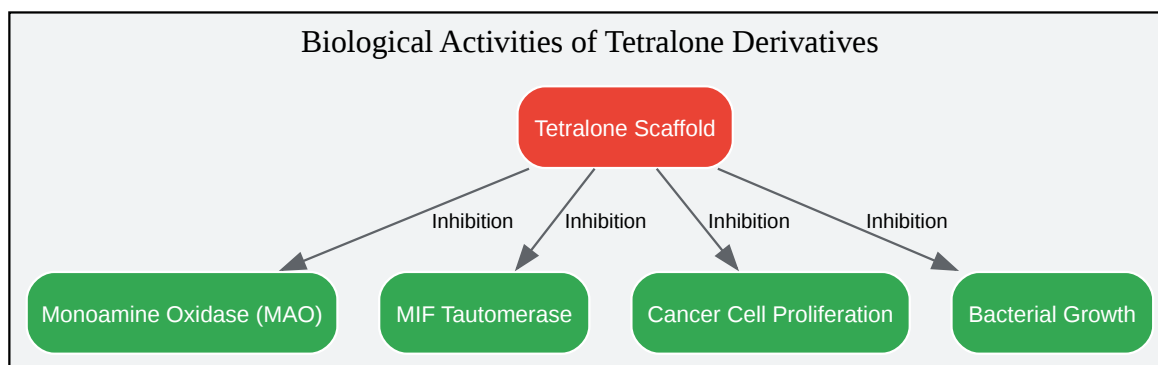 Biological Activities of Tetralone Derivatives
Tetralone Scaffold
Inhibition
Inhibition
Inhibition
Inhibition
Monoamine Oxidase (MAO)
MIF Tautomerase
Cancer Cell Proliferation
Bacterial Growth